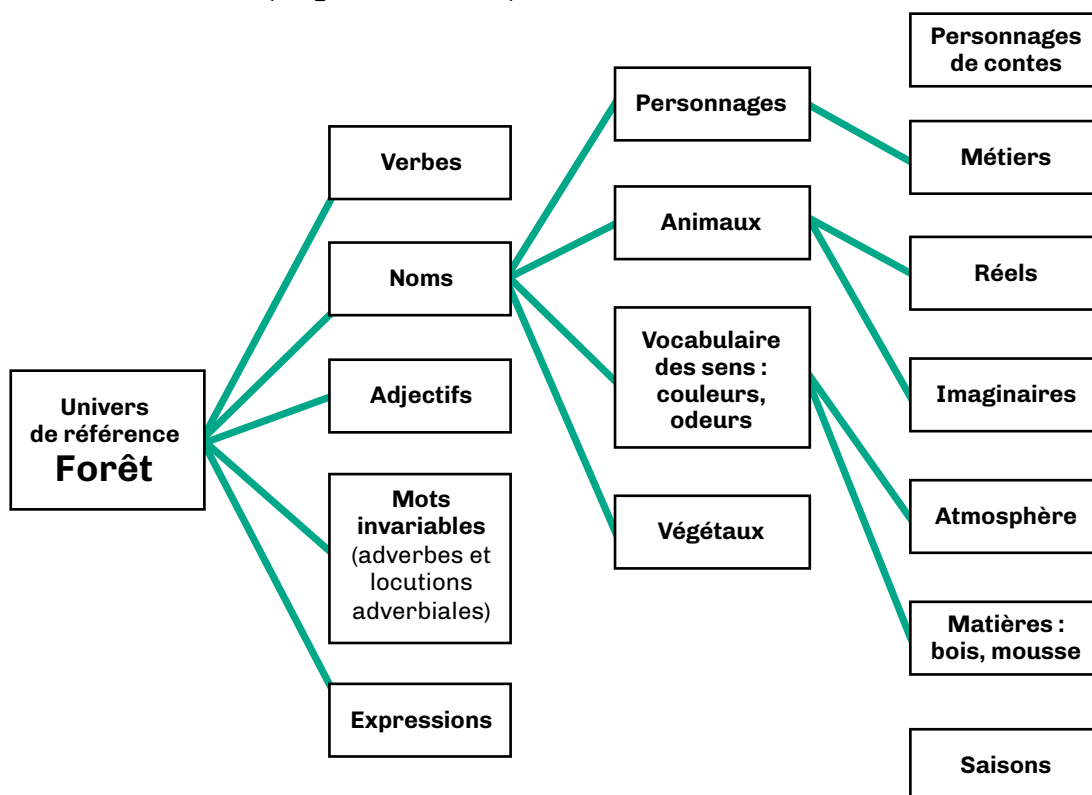 Personnages
de contes
Personnages
Métiers
Verbes
Animaux
Noms
Réels
Vocabulaire
des sens :
couleurs,
odeurs
Adjectifs
Imaginaires
Univers
de référence
Forêt
Mots
invariables
(adverbes et
locutions
adverbiales)
Végétaux
Atmosphère
Matières :
bois, mousse
Expressions
Saisons